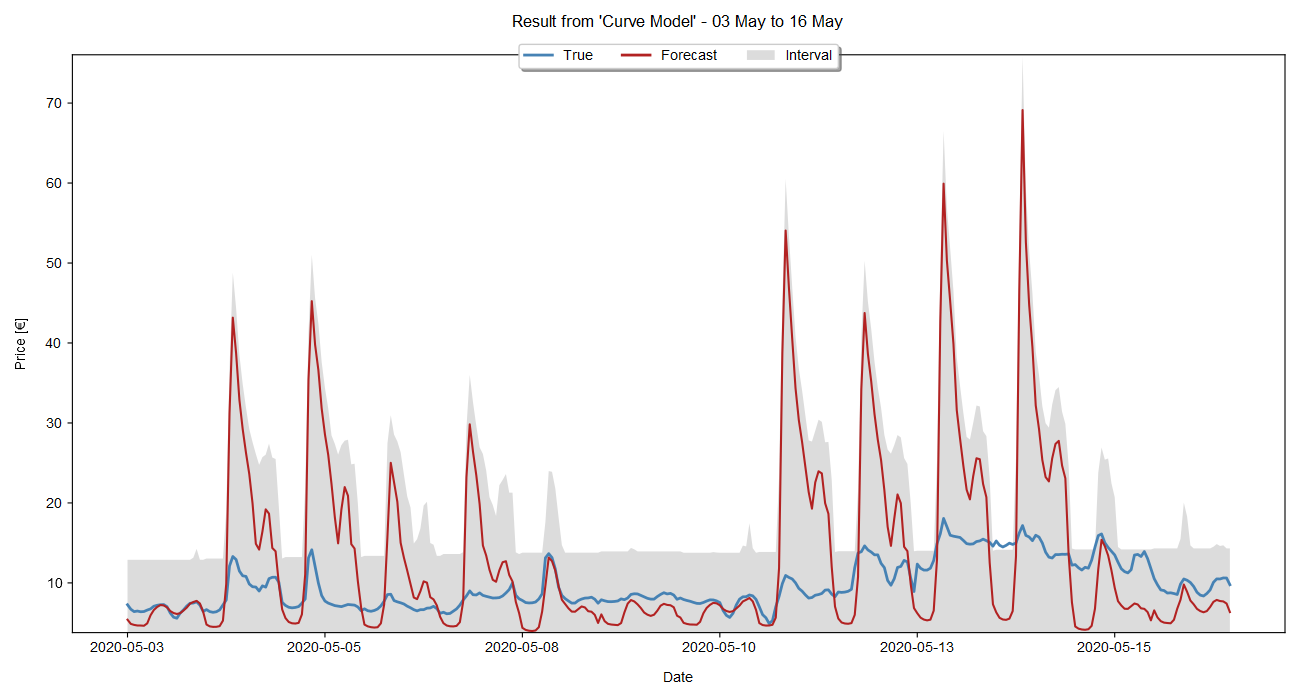 Result from 'Curve Model' - 03 May to 16 May
True Forecast Interval
70
60
50
40
30
20
10
Price [€]
2020-05-03 2020-05-05 2020-05-08 2020-05-10 2020-05-13 2020-05-15
Date